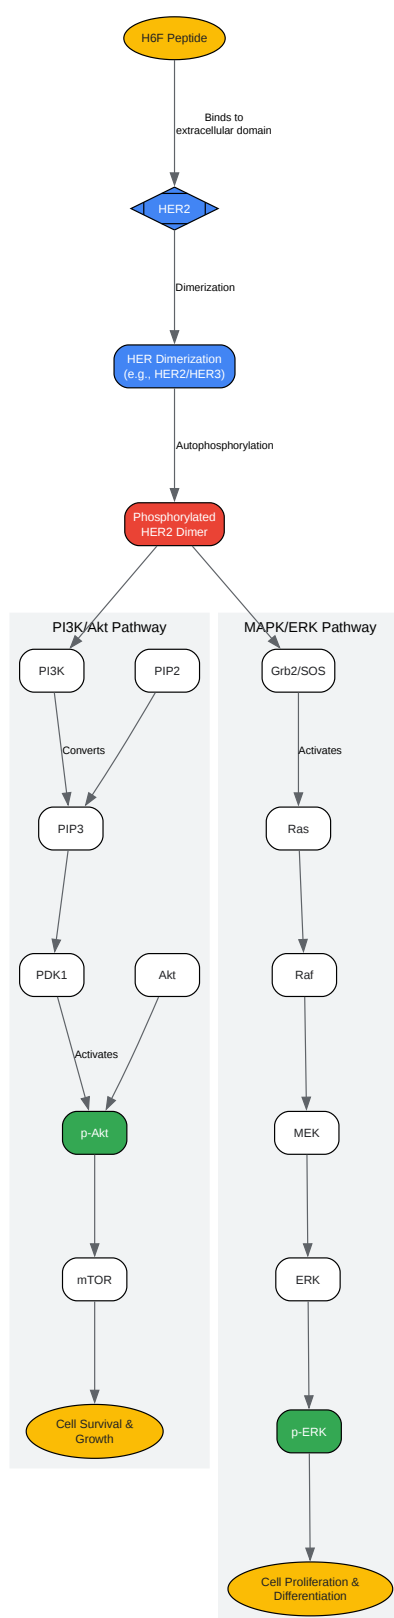 H6F Peptide
Binds to
extracellular domain
HER2
Dimerization
HER Dimerization
(e.g., HER2/HER3)
Autophosphorylation
Phosphorylated
HER2 Dimer
PI3K/Akt Pathway
MAPK/ERK Pathway
PI3K
PIP2
Grb2/SOS
Converts
Activates
PIP3
Ras
PDK1
Akt
Raf
Activates
p-Akt
MEK
mTOR
ERK
Cell Survival &
Growth
p-ERK
Cell Proliferation &
Differentiation